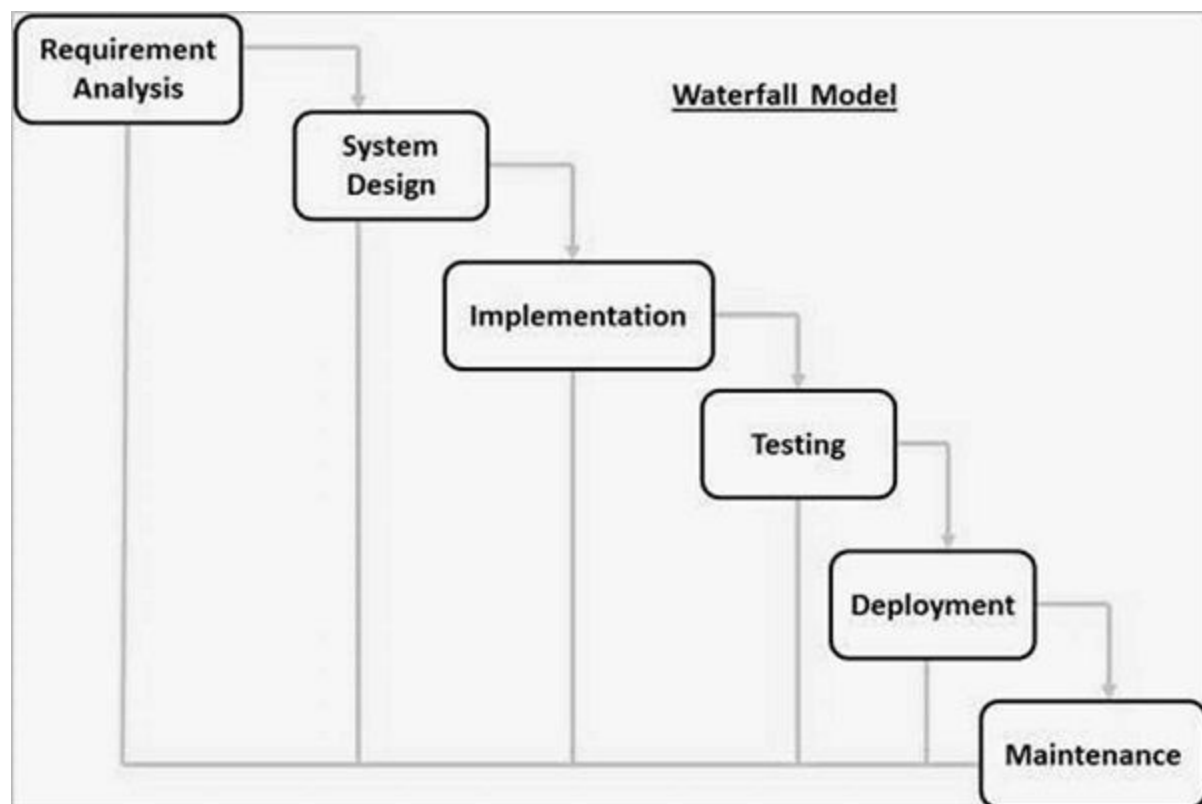 Requirement
Analysis
Waterfall Model
System
Design
Implementation
Testing
Deployment
Maintenance